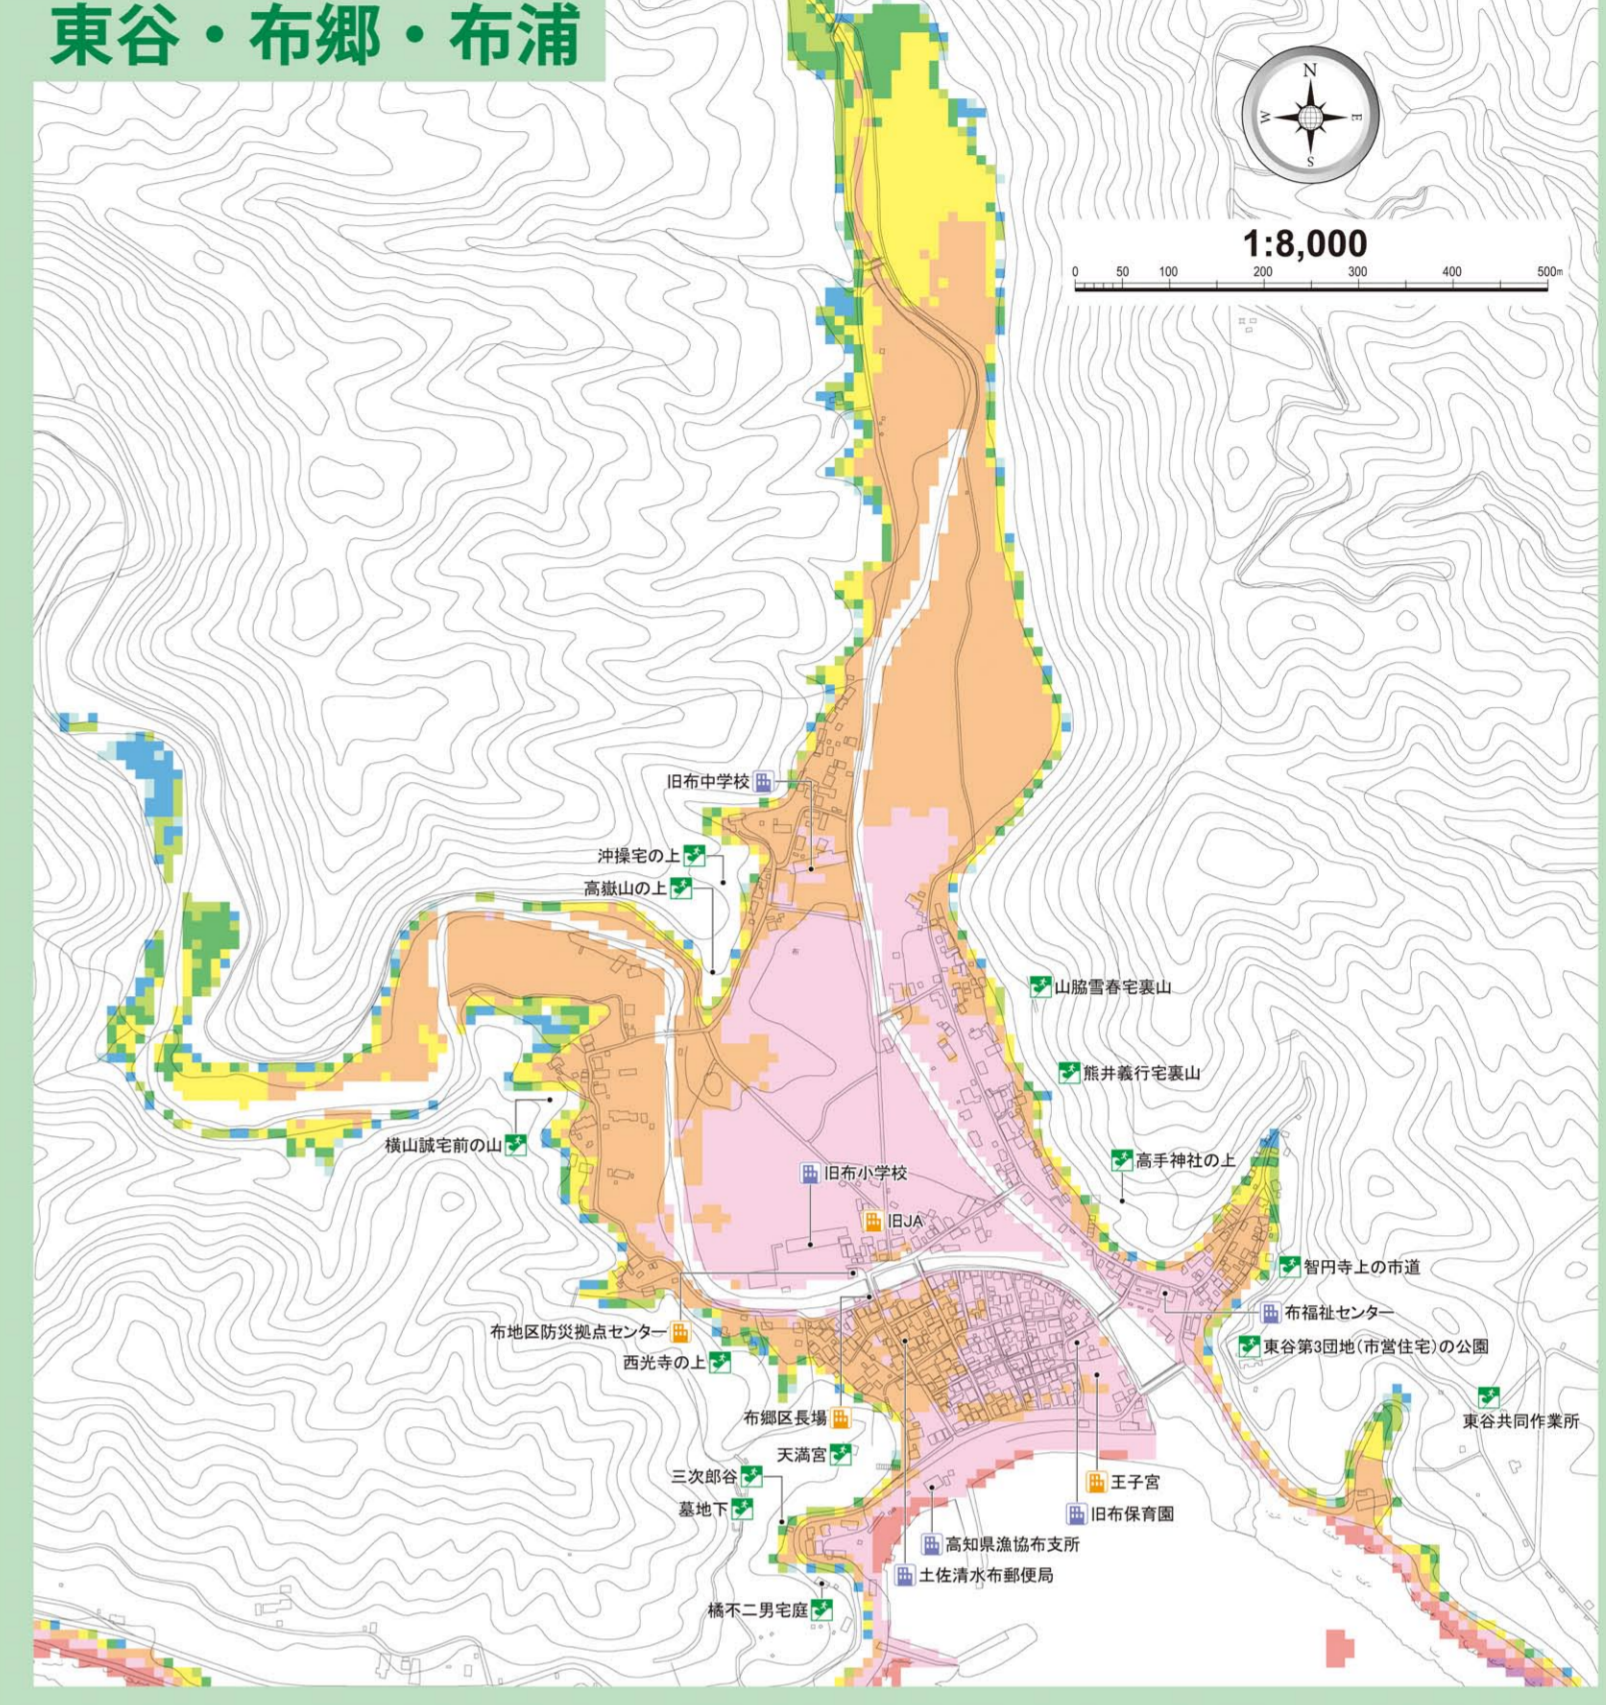 東谷・布郷・布浦
N
W
E
S
1:8,000
0 50 100 200 300 400 500m
旧布中学校
沖操宅の上
高嶽山の上
布
山脇雪春宅裏山
熊井義行宅裏山
横山誠宅前の山
高手神社の上
旧布小学校
旧JA
智円寺上の市道
布福祉センター
布地区防災拠点センター
東谷第3団地(市営住宅)の公園
西光寺の上
布郷区長場
東谷共同作業所
天満宮
三次郎谷
王子宮
墓地下
旧布保育園
高知県漁協布支所
土佐清水布郵便局
橘不二男宅庭